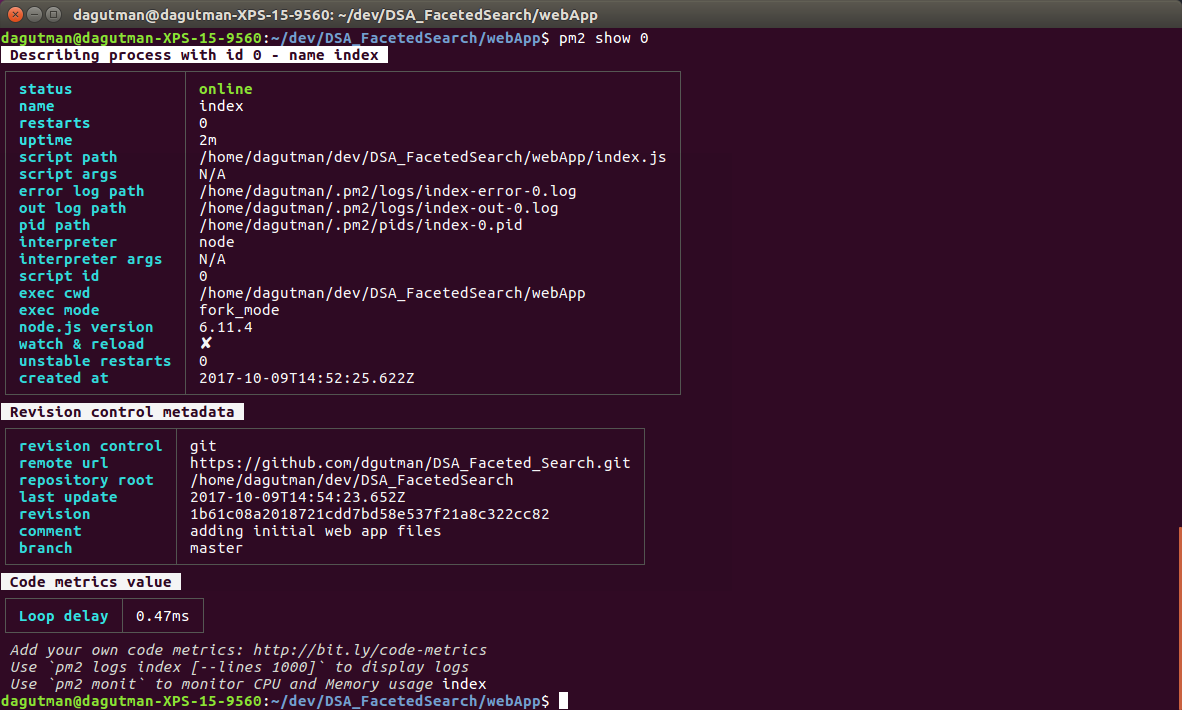 dagutman@dagutman-XPS-15-9560: ~/dev/DSA_FacetedSearch/webApp
dagutman@dagutman-XPS-15-9560:~/dev/DSA_FacetedSearch/webApp$ pm2 show 0
Describing process with id 0 - name index
status online
name index
restarts 0
uptime 2m
script path /home/dagutman/dev/DSA_FacetedSearch/webApp/index.js
script args N/A
error log path /home/dagutman/.pm2/logs/index-error-0.log
out log path /home/dagutman/.pm2/logs/index-out-0.log
pid path /home/dagutman/.pm2/pids/index-0.pid
interpreter node
interpreter args N/A
script id 0
exec cwd /home/dagutman/dev/DSA_FacetedSearch/webApp
exec mode fork_mode
node.js version 6.11.4
watch & reload ✘
unstable restarts 0
created at 2017-10-09T14:52:25.622Z
Revision control metadata
revision control git
remote url https://github.com/dgutman/DSA_Faceted_Search.git
repository root /home/dagutman/dev/DSA_FacetedSearch
last update 2017-10-09T14:54:23.652Z
revision 1b61c08a2018721cdd7bd58e537f21a8c322cc82
comment adding initial web app files
branch master
Code metrics value
Loop delay 0.47ms
Add your own code metrics: http://bit.ly/code-metrics
Use `pm2 logs index [--lines 1000]` to display logs
Use `pm2 monit` to monitor CPU and Memory usage index
dagutman@dagutman-XPS-15-9560:~/dev/DSA_FacetedSearch/webApp$